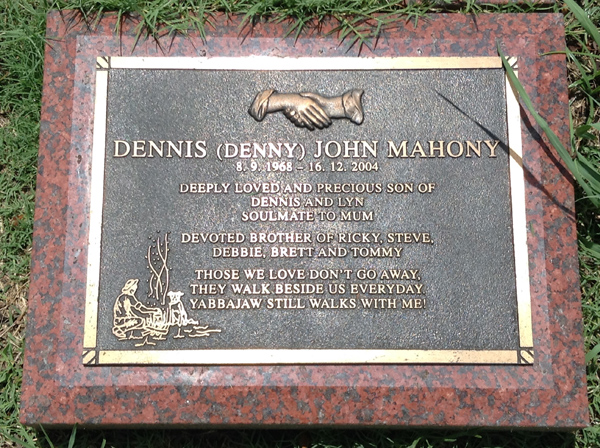 DENNIS (DENNY) JOHN MAHONY
8. 9. 1968 – 16. 12. 2004
DEEPLY LOVED AND PRECIOUS SON OF
DENNIS AND LYN
SOULMATE TO MUM
DEVOTED BROTHER OF RICKY, STEVE,
DEBBIE, BRETT AND TOMMY
THOSE WE LOVE DON'T GO AWAY,
THEY WALK BESIDE US EVERYDAY.
YABBAJAW STILL WALKS WITH ME!